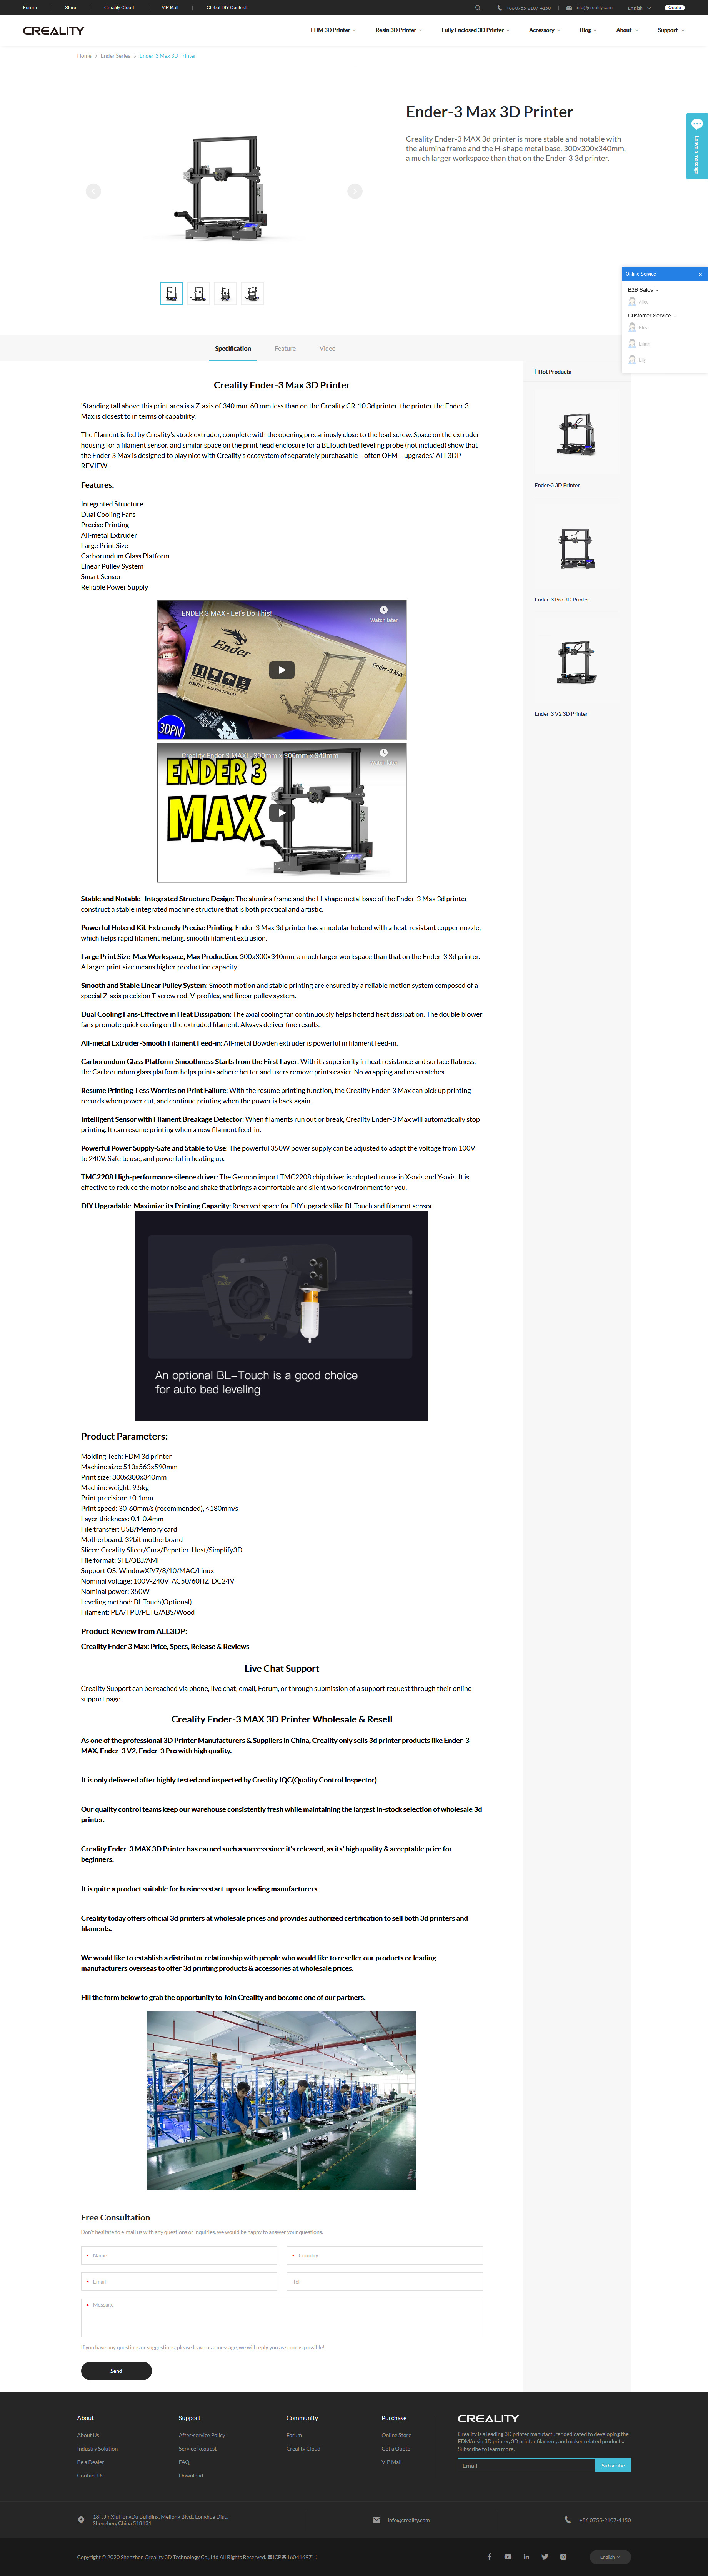 Forum
Store
Creality Cloud
VIP Mall
Global DIY Contest
+86 0755-2107-4150
info@creality.com
English
CREALITY
FDM 3D Printer
Resin 3D Printer
Fully Enclosed 3D Printer
Accessory
Blog
About
Support
Home > Ender Series > Ender-3 Max 3D Printer
Ender-3 Max 3D Printer
Creality Ender-3 MAX 3d printer is more stable and notable with
the alumina frame and the H-shape metal base. 300x300x340mm,
a much larger workspace than that on the Ender-3 3d printer.
Leave a message
Online Service
B2B Sales
Customer Service
Specification
Feature
Video
Hot Products
Ender-3 3D Printer
Ender-3 Pro 3D Printer
Ender-3 V2 3D Printer
Creality Ender-3 Max 3D Printer
'Standing tall above this print area is a Z-axis of 340 mm, 60 mm less than on the Creality CR-10 3d printer, the printer the Ender 3
Max is closest to in terms of capability.
The filament is fed by Creality's stock extruder, complete with the opening precariously close to the lead screw. Space on the extruder
housing for a filament sensor, and similar space on the print head enclosure for a BLTouch bed leveling probe (not included) show that
the Ender 3 Max is designed to play nice with Creality's ecosystem of separately purchasable – often OEM – upgrades.' ALL3DP
REVIEW.
Features:
Integrated Structure
Dual Cooling Fans
Precise Printing
All-metal Extruder
Large Print Size
Carborundum Glass Platform
Linear Pulley System
Smart Sensor
Reliable Power Supply
ENDER 3 MAX - Let's Do This!
Watch later
Ender
Ender-3 Max
3DPN
Creality Ender 3 MAX! - 300mm x 300mm x 340mm
ENDER 3
MAX
Stable and Notable- Integrated Structure Design: The alumina frame and the H-shape metal base of the Ender-3 Max 3d printer
construct a stable integrated machine structure that is both practical and artistic.
Powerful Hotend Kit-Extremely Precise Printing: Ender-3 Max 3d printer has a modular hotend with a heat-resistant copper nozzle,
which helps rapid filament melting, smooth filament extrusion.
Large Print Size-Max Workspace, Max Production: 300x300x340mm, a much larger workspace than that on the Ender-3 3d printer.
A larger print size means higher production capacity.
Smooth and Stable Linear Pulley System: Smooth motion and stable printing are ensured by a reliable motion system composed of a
special Z-axis precision T-screw rod, V-profiles, and linear pulley system.
Dual Cooling Fans-Effective in Heat Dissipation: The axial cooling fan continuously helps hotend heat dissipation. The double blower
fans promote quick cooling on the extruded filament. Always deliver fine results.
All-metal Extruder-Smooth Filament Feed-in: All-metal Bowden extruder is powerful in filament feed-in.
Carborundum Glass Platform-Smoothness Starts from the First Layer: With its superiority in heat resistance and surface flatness,
the Carborundum glass platform helps prints adhere better and users remove prints easier. No wrapping and no scratches.
Resume Printing-Less Worries on Print Failure: With the resume printing function, the Creality Ender-3 Max can pick up printing
records when power cut, and continue printing when the power is back again.
Intelligent Sensor with Filament Breakage Detector: When filaments run out or break, Creality Ender-3 Max will automatically stop
printing. It can resume printing when a new filament feed-in.
Powerful Power Supply-Safe and Stable to Use: The powerful 350W power supply can be adjusted to adapt the voltage from 100V
to 240V. Safe to use, and powerful in heating up.
TMC2208 High-performance silence driver: The German import TMC2208 chip driver is adopted to use in X-axis and Y-axis. It is
effective to reduce the motor noise and shake that brings a comfortable and silent work environment for you.
DIY Upgradable-Maximize its Printing Capacity: Reserved space for DIY upgrades like BL-Touch and filament sensor.
An optional BL-Touch is a good choice
for auto bed leveling
Product Parameters:
Molding Tech: FDM 3d printer
Machine size: 513x563x590mm
Print size: 300x300x340mm
Machine weight: 9.5kg
Print precision: ±0.1mm
Print speed: 30-60mm/s (recommended), ≤180mm/s
Layer thickness: 0.1-0.4mm
File transfer: USB/Memory card
Motherboard: 32bit motherboard
Slicer: Creality Slicer/Cura/Pepetier-Host/Simplify3D
File format: STL/OBJ/AMF
Support OS: WindowXP/7/8/10/MAC/Linux
Nominal voltage: 100V-240V AC50/60HZ DC24V
Nominal power: 350W
Leveling method: BL-Touch(Optional)
Filament: PLA/TPU/PETG/ABS/Wood
Product Review from ALL3DP:
Creality Ender 3 Max: Price, Specs, Release & Reviews
Live Chat Support
Creality Support can be reached via phone, live chat, email, Forum, or through submission of a support request through their online
support page.
Creality Ender-3 MAX 3D Printer Wholesale & Resell
As one of the professional 3D Printer Manufacturers & Suppliers in China, Creality only sells 3d printer products like Ender-3
MAX, Ender-3 V2, Ender-3 Pro with high quality.
It is only delivered after highly tested and inspected by Creality IQC(Quality Control Inspector).
Our quality control teams keep our warehouse consistently fresh while maintaining the largest in-stock selection of wholesale 3d
printer.
Creality Ender-3 MAX 3D Printer has earned such a success since it's released, as its' high quality & acceptable price for
beginners.
It is quite a product suitable for business start-ups or leading manufacturers.
Creality today offers official 3d printers at wholesale prices and provides authorized certification to sell both 3d printers and
filaments.
We would like to establish a distributor relationship with people who would like to reseller our products or leading
manufacturers overseas to offer 3d printing products & accessories at wholesale prices.
Fill the form below to grab the opportunity to Join Creality and become one of our partners.
Free Consultation
Don't hesitate to e-mail us with any questions or inquiries, we would be happy to answer your questions.
* Name
* Country
* Email
Tel
* Message
If you have any questions or suggestions, please leave us a message, we will reply you as soon as possible!
Send
About
About Us
Industry Solution
Be a Dealer
Contact Us
Support
After-service Policy
Service Request
FAQ
Download
Community
Forum
Creality Cloud
Purchase
Online Store
Get a Quote
VIP Mall
CREALITY
Creality is a leading 3D printer manufacturer dedicated to developing the
FDM/resin 3D printer, 3D printer filament, and maker related products.
Subscribe to learn more.
Email
Subscribe
18F, JinXiuHongDu Building, Meilong Blvd., Longhua Dist.,
Shenzhen, China 518131
info@creality.com
+86 0755-2107-4150
Copyright © 2020 Shenzhen Creality 3D Technology Co., Ltd All Rights Reserved. 粤ICP备16041697号
English